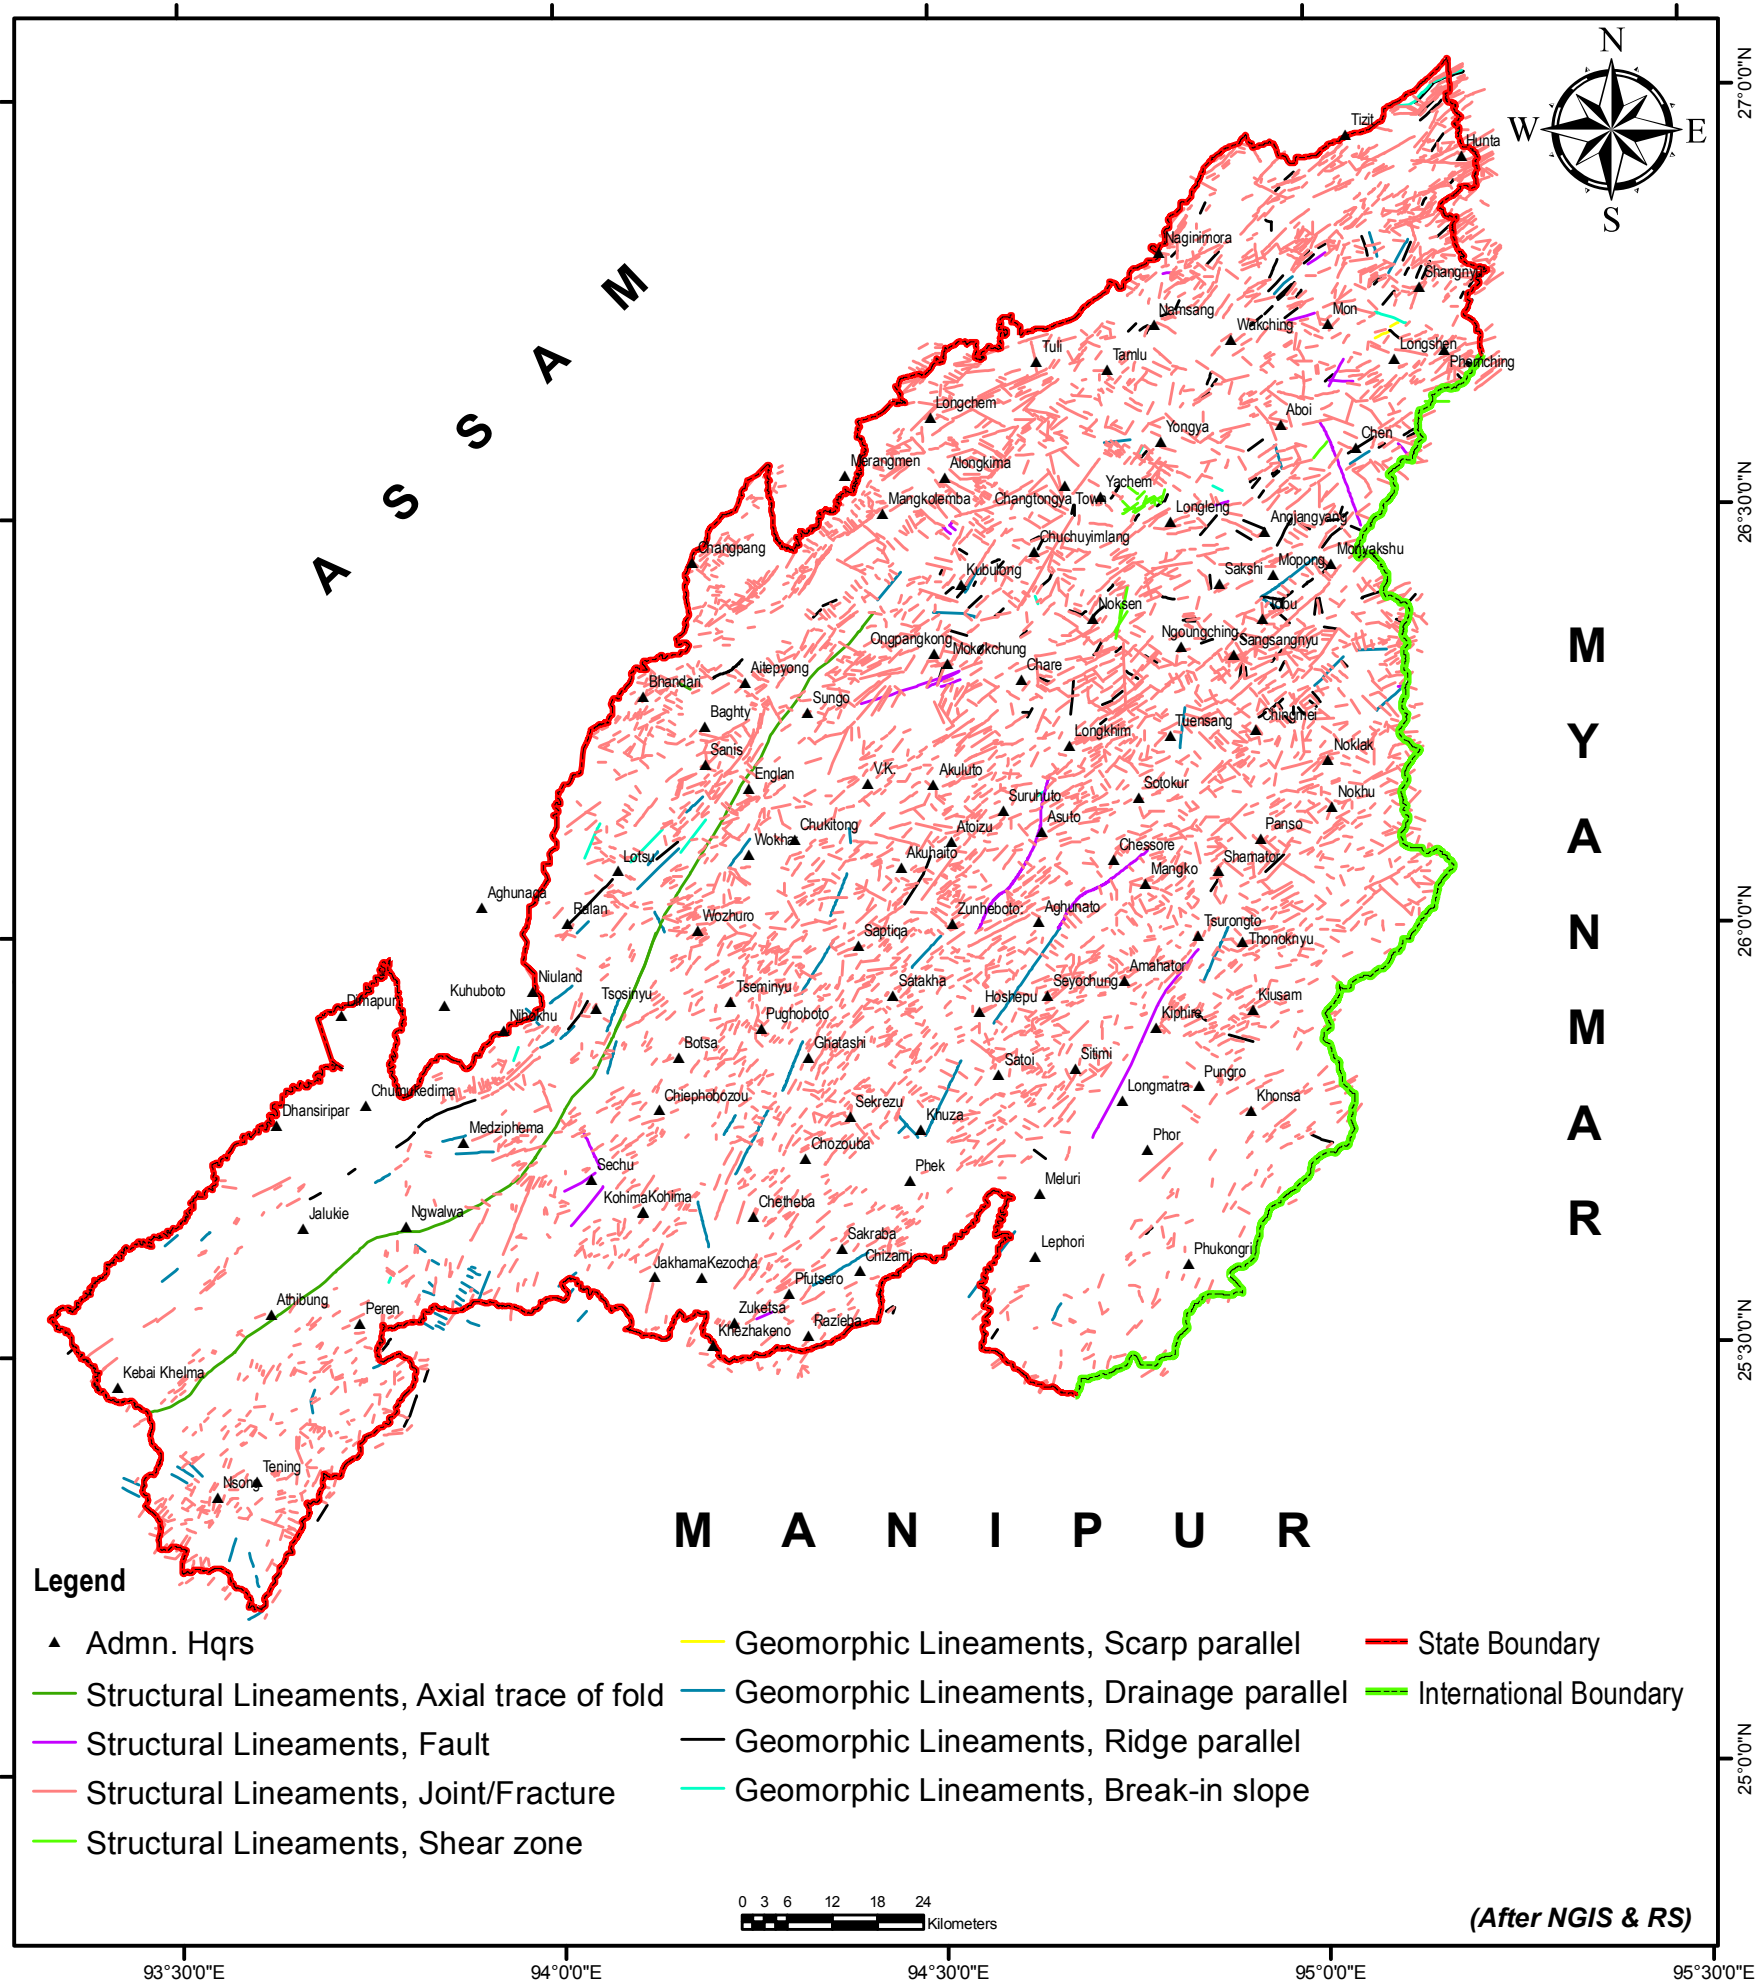 N
W
E
S
27°0'0"N
26°30'0"N
26°0'0"N
25°30'0"N
25°0'0"N
ASSAM
MYANMAR
MANIPUR
Tizit
Hunta
Naginimora
Shangnyu
Namsang
Wakching
Mon
Tuli
Tamlu
Longshen
Phomching
Longchem
Aboi
Yongya
Chen
Merangmen
Alongkima
Mangkolemba
Changtongya Town
Yachem
Longleng
Angjangyang
Changpang
Chuchuyimlang
Monyakshu
Kubulong
Sakshi
Mopong
Noksen
Tobu
Ongpangkong
Mokokchung
Ngoungching
Sangsangnyu
Aitepyong
Chare
Bhandari
Sungo
Baghty
Tuensang
Chingmei
Sanis
Longkhim
Noklak
Englan
V.K.
Akuluto
Sotokur
Suruhuto
Nokhu
Asuto
Chukitong
Atoizu
Panso
Wokha
Lotsu
Akuhaito
Chessore
Shamator
Mangko
Aghunaqa
Ralan
Wozhuro
Zunheboto
Aghunato
Tsurongto
Saptiqa
Thonoknyu
Niuland
Amahator
Dimapur
Kuhuboto
Tsosinyu
Tseminyu
Satakha
Hoshepu
Seyochung
Kiusam
Nihokhu
Pughoboto
Kiphire
Botsa
Ghatashi
Satoi
Sitimi
Pungro
Chumukedima
Chiephobozou
Longmatra
Khonsa
Dhansiripar
Sekrezu
Khuza
Medziphema
Chozouba
Phor
Sechu
Phek
Meluri
Kohima
Kohima
Jalukie
Ngwalwa
Chetheba
Sakraba
Lephori
Phukongri
Jakhama
Kezocha
Chizami
Pfutsero
Athibung
Peren
Zuketsa
Razieba
Khezhakeno
Kebai Khelma
Tening
Nsong
Legend
Admn. Hqrs
Structural Lineaments, Axial trace of fold
Structural Lineaments, Fault
Structural Lineaments, Joint/Fracture
Structural Lineaments, Shear zone
Geomorphic Lineaments, Scarp parallel
Geomorphic Lineaments, Drainage parallel
Geomorphic Lineaments, Ridge parallel
Geomorphic Lineaments, Break-in slope
State Boundary
International Boundary
0 3 6 12 18 24
Kilometers
(After NGIS & RS)
93°30'0"E
94°0'0"E
94°30'0"E
95°0'0"E
95°30'0"E